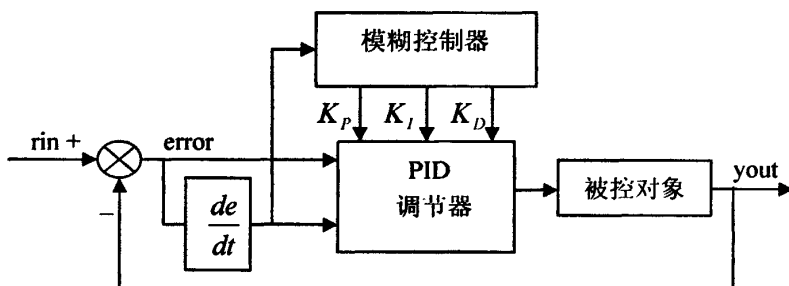 模糊控制器
K_P K_I K_D
rin + error
PID
调节器
被控对象
yout
−
de
dt